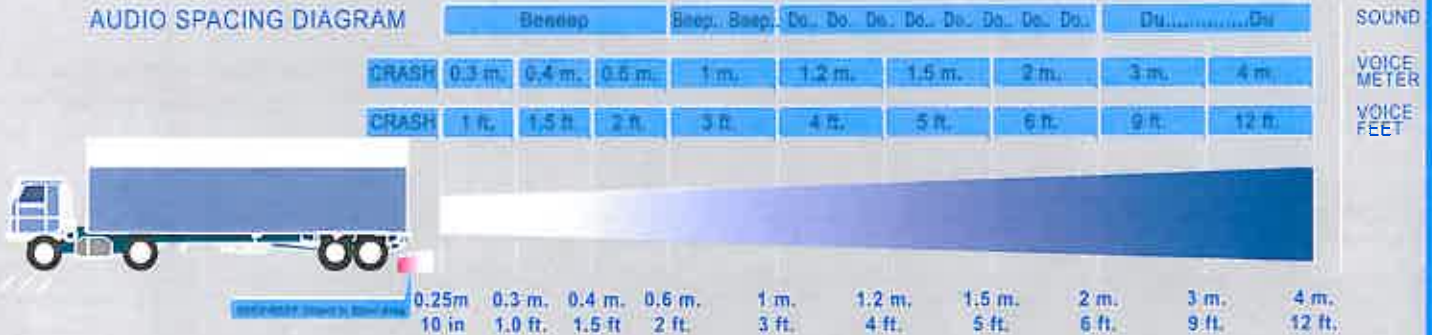 AUDIO SPACING DIAGRAM
Beeeep Beep.. Beep.. Do.. Do.. Do.. Do.. Do.. Do.. Do.. Do.. Du..............Du SOUND
CRASH 0.3 m. 0.4 m. 0.6 m. 1 m. 1.2 m. 1.5 m. 2 m. 3 m. 4 m. VOICE METER
CRASH 1 ft. 1.5 ft. 2 ft. 3 ft. 4 ft. 5 ft. 6 ft. 9 ft. 12 ft. VOICE FEET
0.25m 0.3 m. 0.4 m. 0.6 m. 1 m. 1.2 m. 1.5 m. 2 m. 3 m. 4 m.
10 in 1.0 ft. 1.5 ft 2 ft. 3 ft. 4 ft. 5 ft. 6 ft. 9 ft. 12 ft.